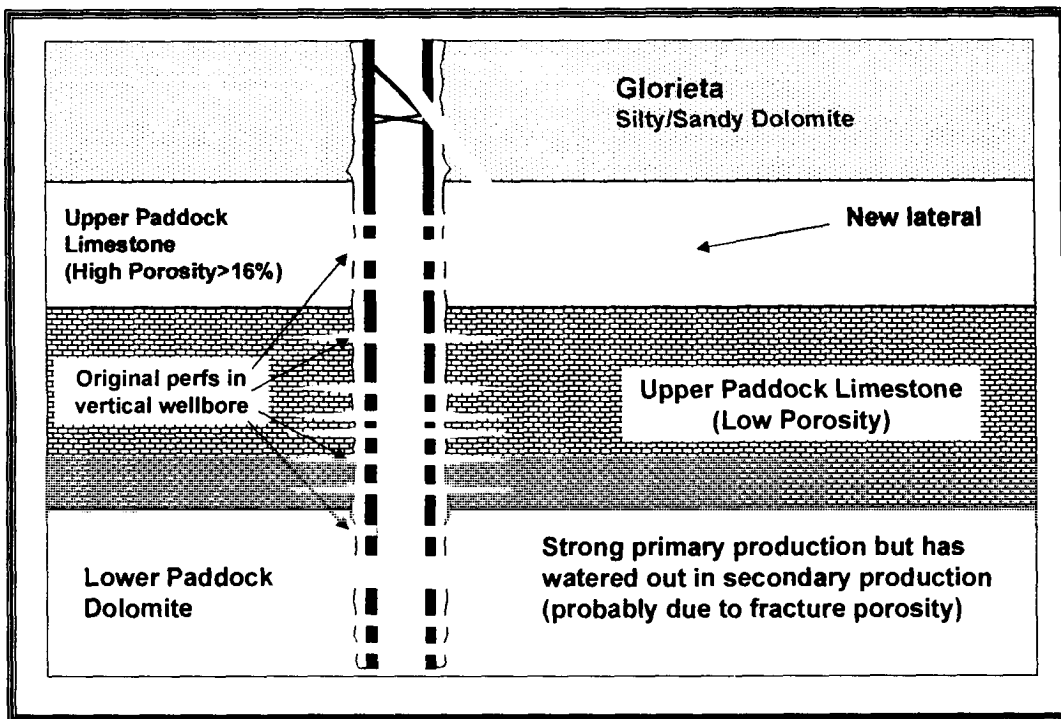 Glorieta
Silty/Sandy Dolomite
Upper Paddock
Limestone
(High Porosity>16%)
New lateral
Original perfs in
vertical wellbore
Upper Paddock Limestone
(Low Porosity)
Lower Paddock
Dolomite
Strong primary production but has
watered out in secondary production
(probably due to fracture porosity)